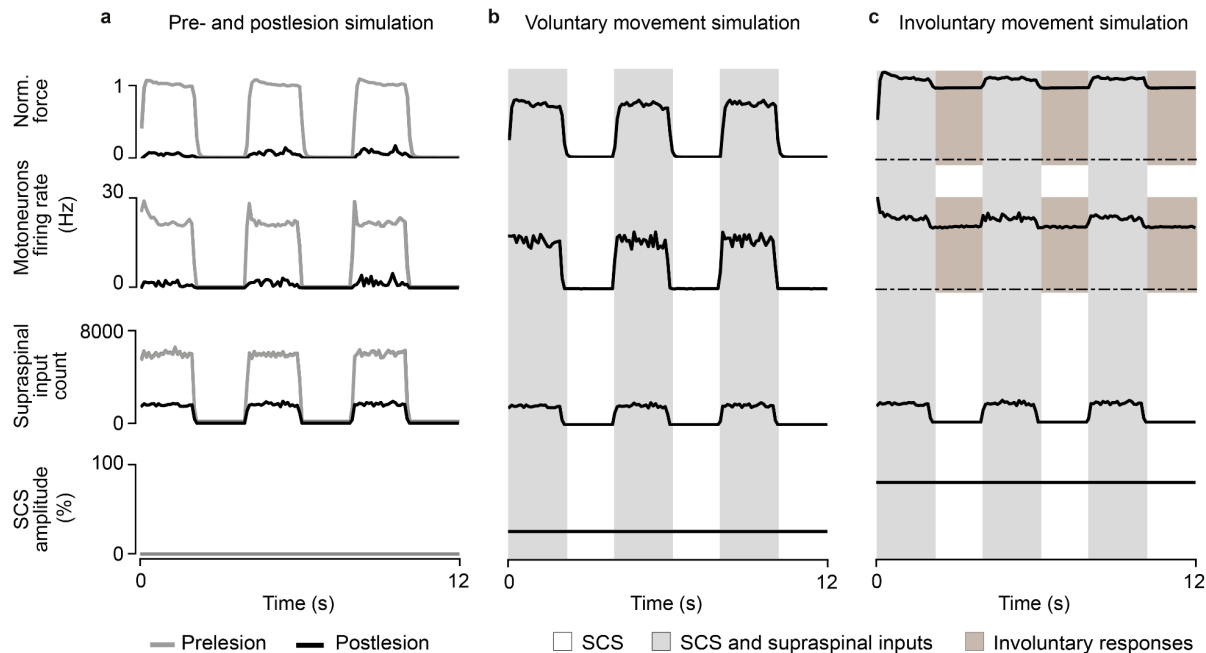 a Pre- and postlesion simulation
b Voluntary movement simulation
c Involuntary movement simulation
Norm.
force
1
0
Motoneurons
firing rate
(Hz)
30
0
Supraspinal
input
count
8000
0
SCS
amplitude
(%)
100
0
0 12
Time (s)
0 12
Time (s)
0 12
Time (s)
Prelesion Postlesion
SCS SCS and supraspinal inputs Involuntary responses